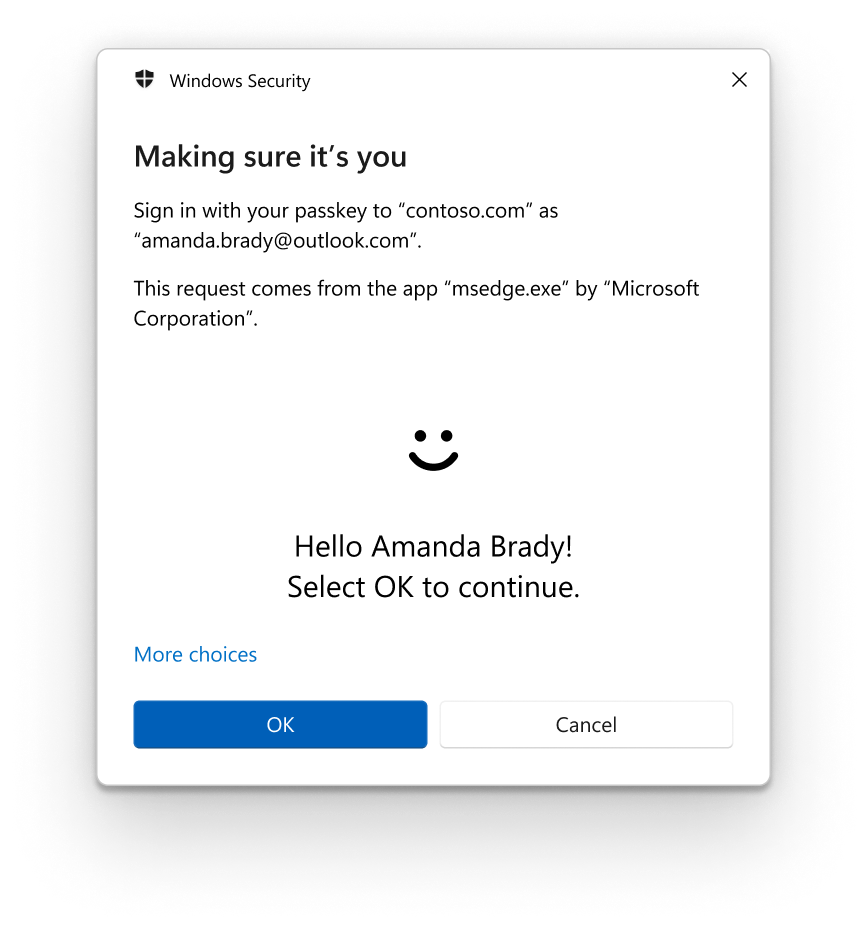 Windows Security
Making sure it’s you
Sign in with your passkey to “contoso.com” as
“amanda.brady@outlook.com”.
This request comes from the app “msedge.exe” by “Microsoft
Corporation”.
Hello Amanda Brady!
Select OK to continue.
More choices
OK
Cancel